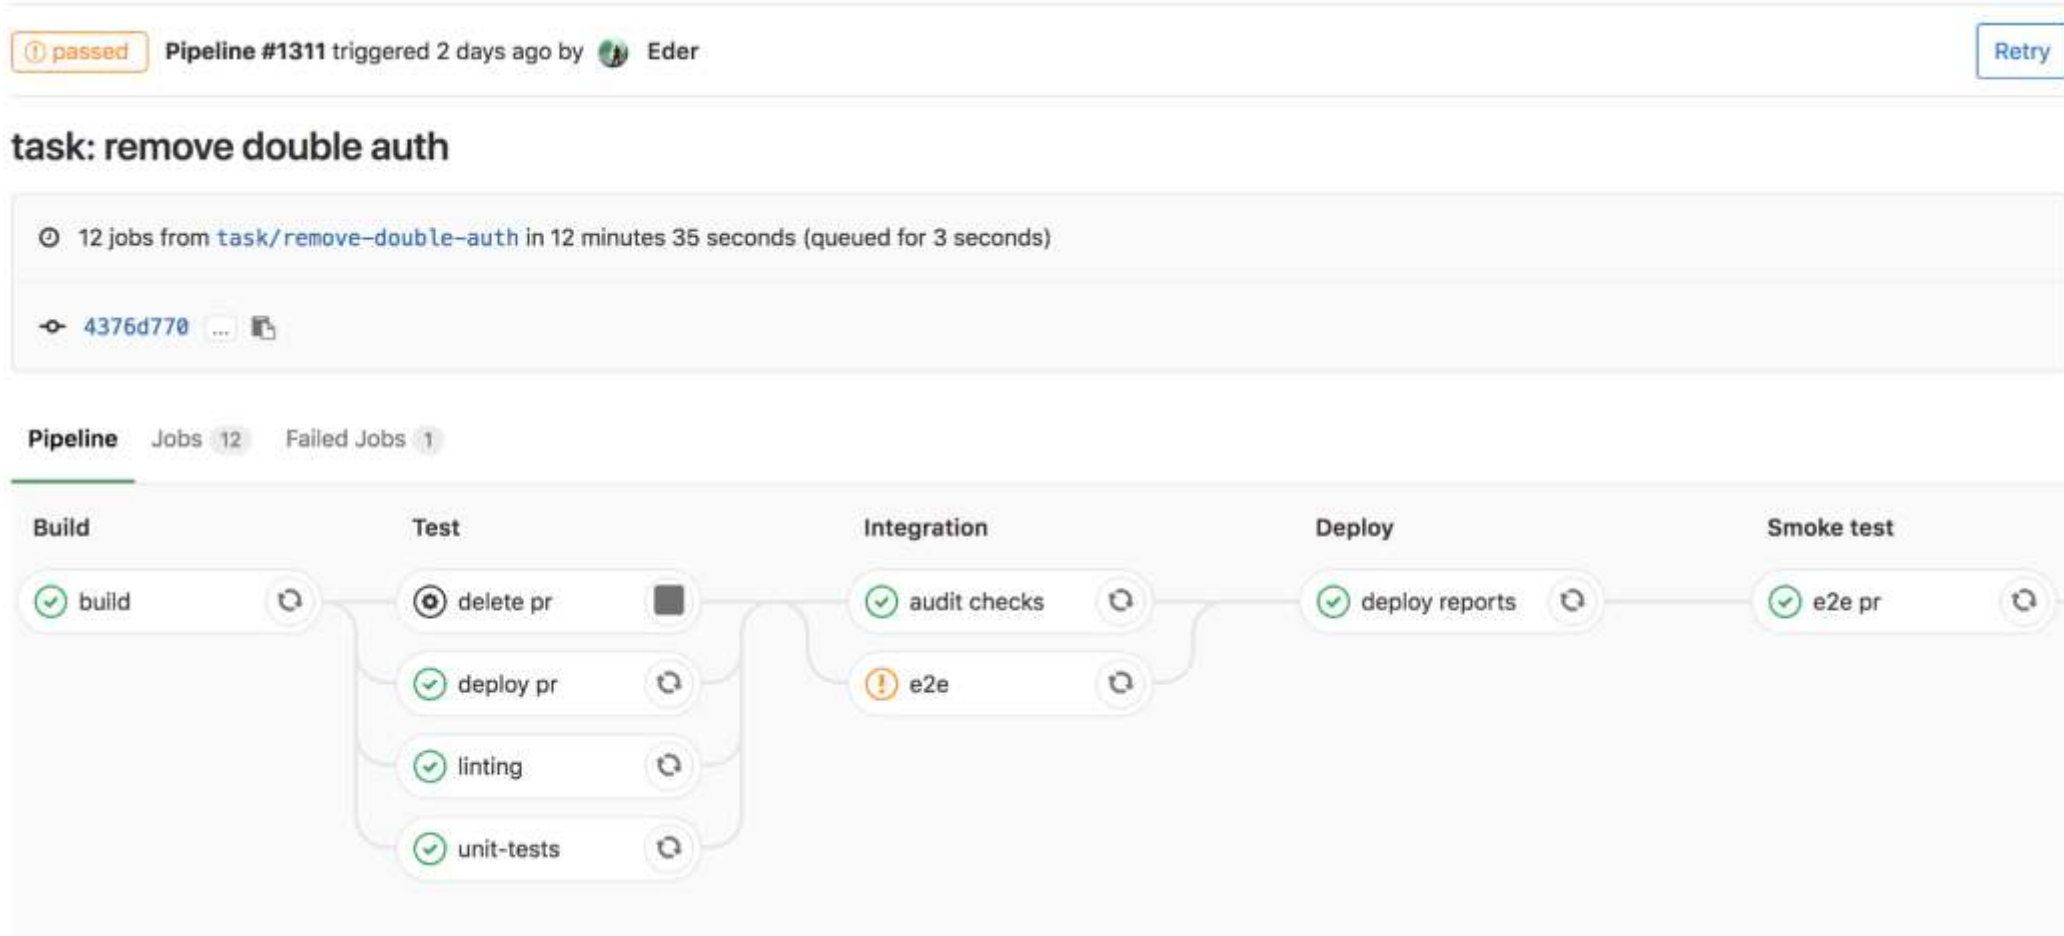 passed Pipeline #1311 triggered 2 days ago by Eder Retry
task: remove double auth
12 jobs from task/remove-double-auth in 12 minutes 35 seconds (queued for 3 seconds)
4376d770 ...
Pipeline Jobs 12 Failed Jobs 1
Build Test Integration Deploy Smoke test
build delete pr audit checks deploy reports e2e pr
deploy pr e2e
linting
unit-tests